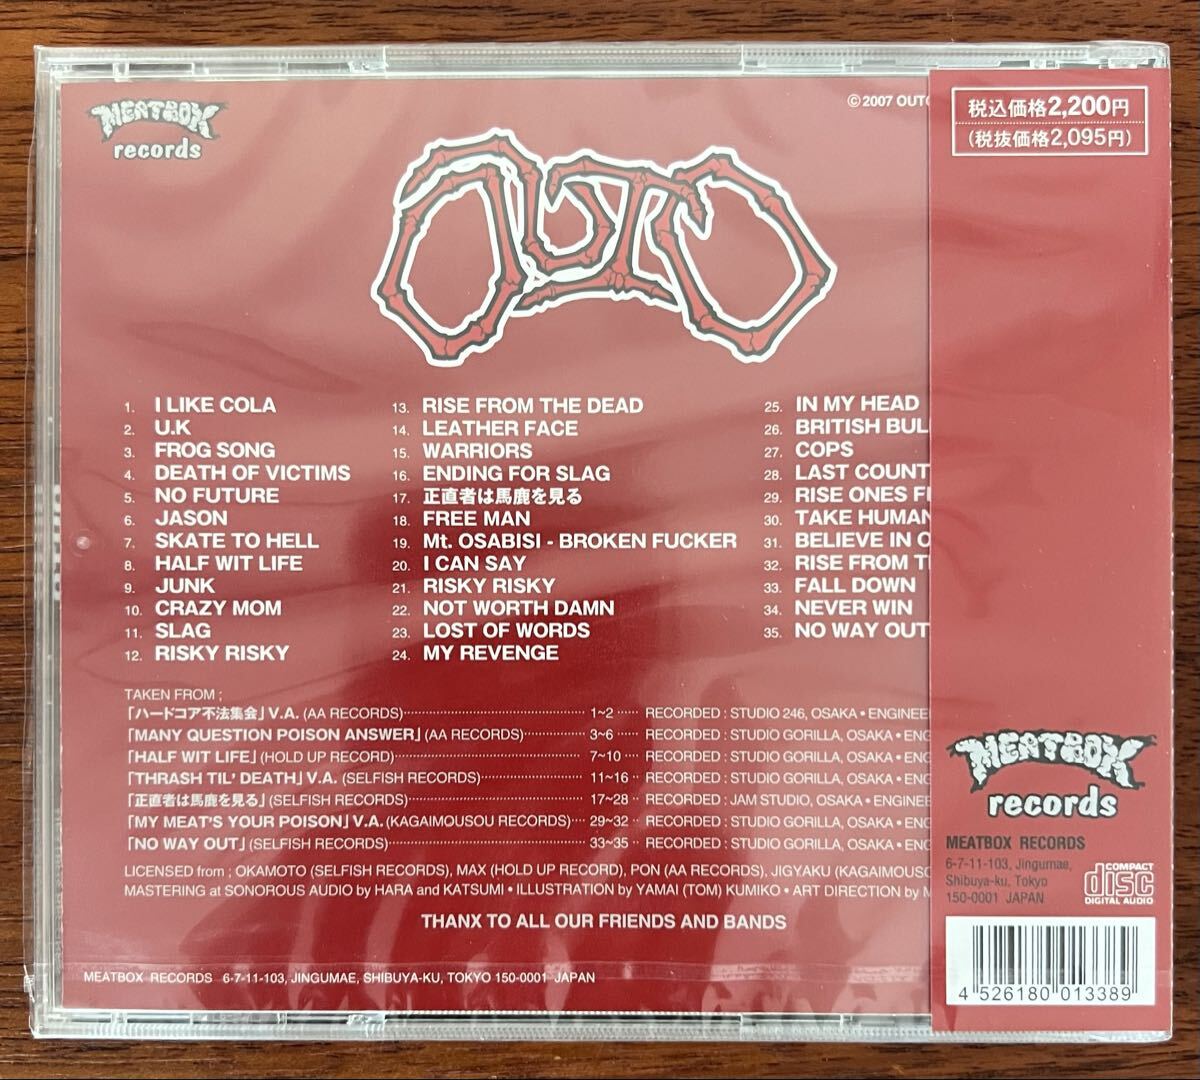 MEATBOX
records
©2007 OUTO
税込価格2,200円
(税抜価格2,095円)
OUTO
1. I LIKE COLA
2. U.K
3. FROG SONG
4. DEATH OF VICTIMS
5. NO FUTURE
6. JASON
7. SKATE TO HELL
8. HALF WIT LIFE
9. JUNK
10. CRAZY MOM
11. SLAG
12. RISKY RISKY
13. RISE FROM THE DEAD
14. LEATHER FACE
15. WARRIORS
16. ENDING FOR SLAG
17. 正直者は馬鹿を見る
18. FREE MAN
19. Mt. OSABISI - BROKEN FUCKER
20. I CAN SAY
21. RISKY RISKY
22. NOT WORTH DAMN
23. LOST OF WORDS
24. MY REVENGE
25. IN MY HEAD
26. BRITISH BUL
27. COPS
28. LAST COUNT
29. RISE ONES
30. TAKE HUMAN
31. BELIEVE IN
32. RISE FROM
33. FALL DOWN
34. NEVER WIN
35. NO WAY OUT
TAKEN FROM ;
「ハードコア不法集会」V.A. (AA RECORDS) 1~2 RECORDED : STUDIO 246, OSAKA • ENGINEE
「MANY QUESTION POISON ANSWER」(AA RECORDS) 3~6 RECORDED : STUDIO GORILLA, OSAKA • ENG
「HALF WIT LIFE」(HOLD UP RECORD) 7~10 RECORDED : STUDIO GORILLA, OSAKA • ENG
「THRASH TIL' DEATH」V.A. (SELFISH RECORDS) 11~16 RECORDED : STUDIO GORILLA, OSAKA • ENG
「正直者は馬鹿を見る」(SELFISH RECORDS) 17~28 RECORDED : JAM STUDIO, OSAKA • ENGINEE
「MY MEAT'S YOUR POISON」V.A. (KAGAIMOUSOU RECORDS) 29~32 RECORDED : STUDIO GORILLA, OSAKA • ENG
「NO WAY OUT」(SELFISH RECORDS) 33~35 RECORDED : STUDIO GORILLA, OSAKA • ENG
LICENSED from ; OKAMOTO (SELFISH RECORDS), MAX (HOLD UP RECORD), PON (AA RECORDS), JIGYAKU (KAGAIMOUSO
MASTERING at SONOROUS AUDIO by HARA and KATSUMI • ILLUSTRATION by YAMAI (TOM) KUMIKO • ART DIRECTION by M
THANX TO ALL OUR FRIENDS AND BANDS
MEATBOX RECORDS 6-7-11-103, JINGUMAE, SHIBUYA-KU, TOKYO 150-0001 JAPAN
MEATBOX
records
MEATBOX RECORDS
6-7-11-103, Jingumae,
Shibuya-ku, Tokyo
150-0001 JAPAN
COMPACT
disc
DIGITAL AUDIO
4 526180 013389